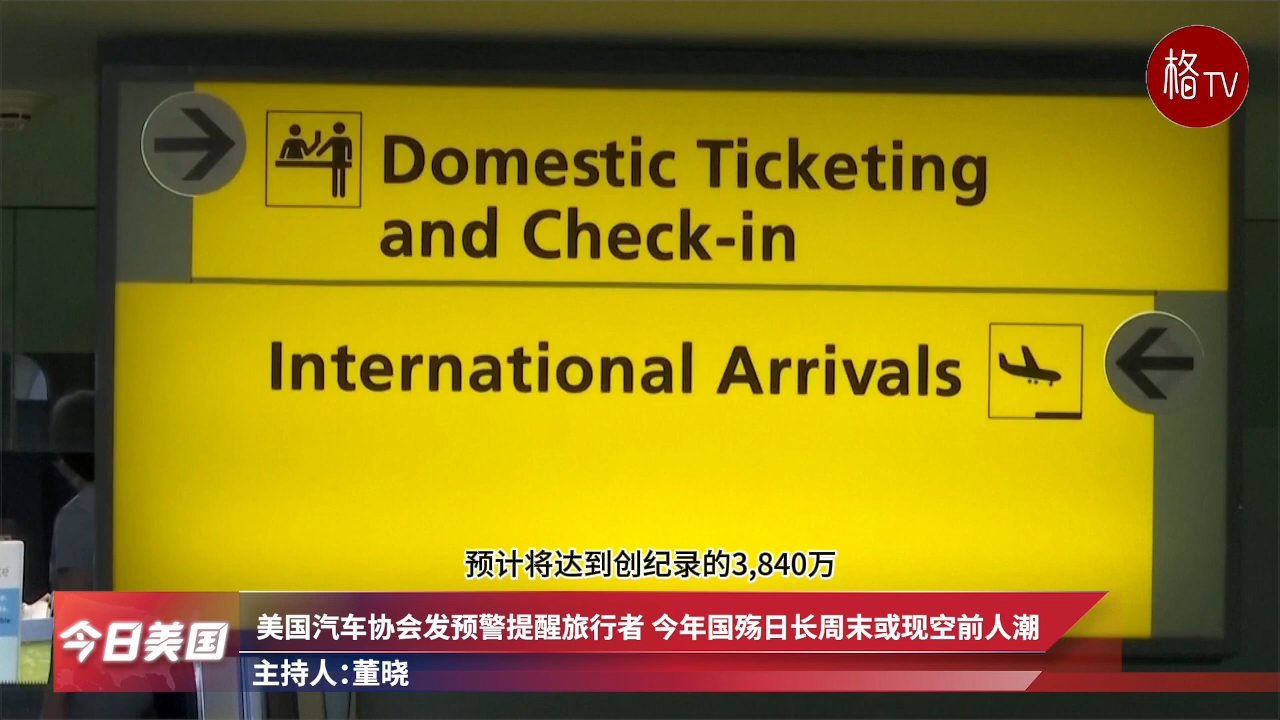 格TV
Domestic Ticketing
and Check-in
International Arrivals
预计将达到创纪录的3,840万
今日美国
美国汽车协会发预警提醒旅行者 今年国殇日长周末或现空前人潮
主持人：董晓